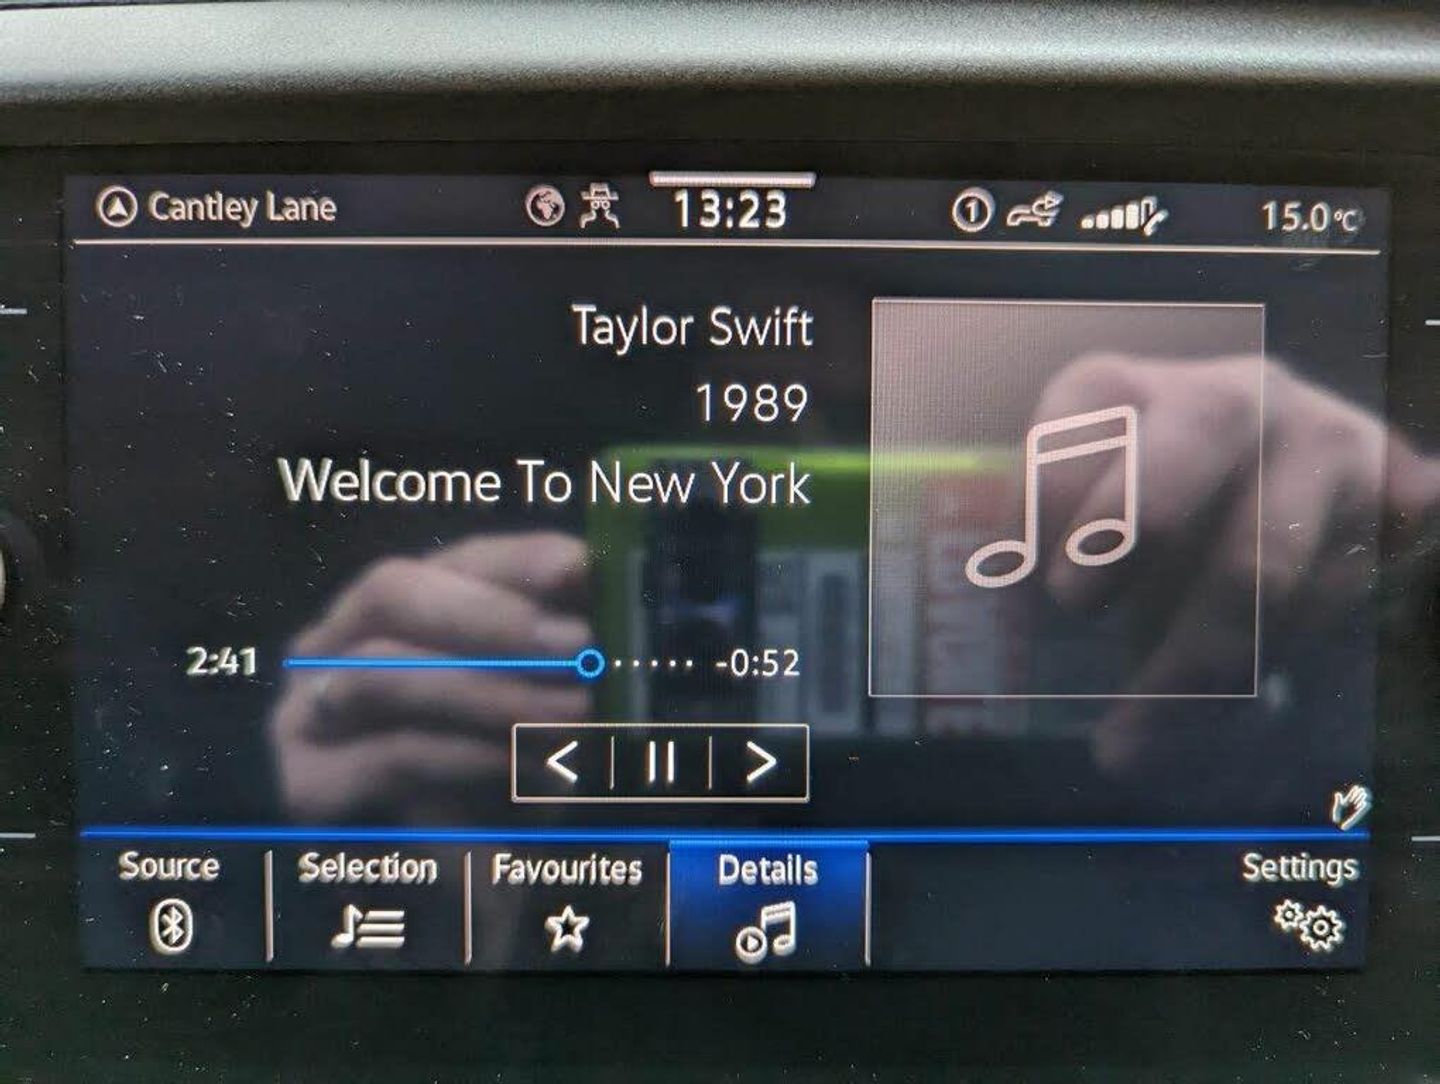 Cantley Lane
13:23
1
15.0°C
Taylor Swift
1989
Welcome To New York
2:41
-0:52
Source
Selection
Favourites
Details
Settings